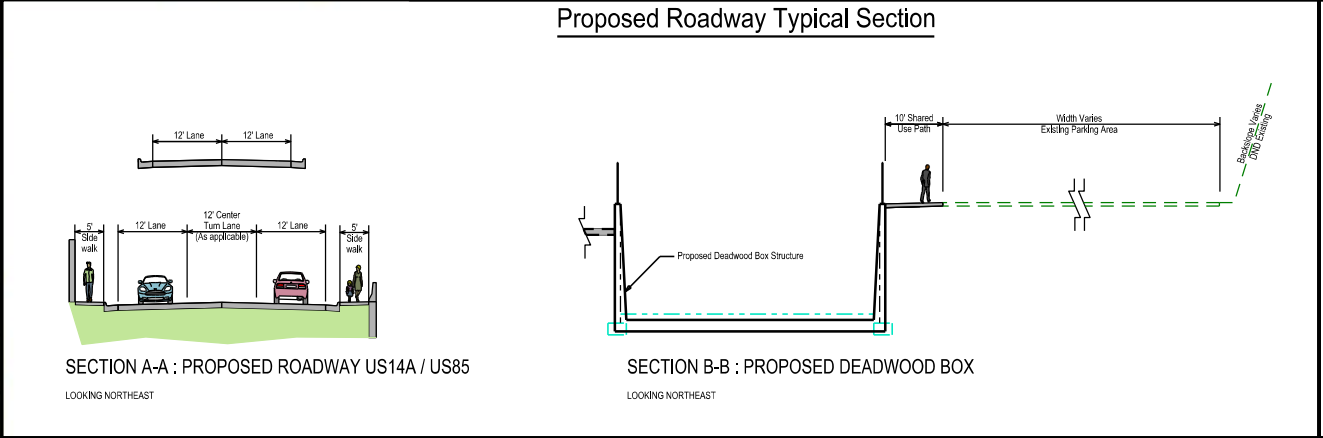 Proposed Roadway Typical Section
12' Lane
12' Lane
5'
Side
walk
12' Lane
12' Center
Turn Lane
(As applicable)
12' Lane
5'
Side
walk
SECTION A-A : PROPOSED ROADWAY US14A / US85
LOOKING NORTHEAST
10' Shared
Use Path
Width Varies
Existing Parking Area
Backslope Varies
DND Existing
Proposed Deadwood Box Structure
SECTION B-B : PROPOSED DEADWOOD BOX
LOOKING NORTHEAST